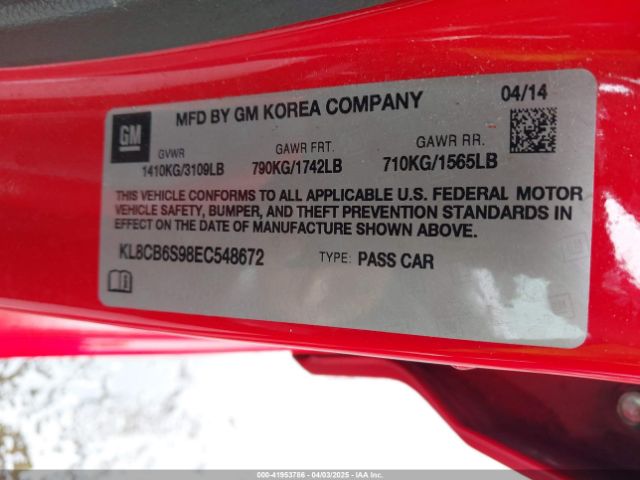 MFD BY GM KOREA COMPANY 04/14
GM
GVWR GAWR FRT. GAWR RR.
1410KG/3109LB 790KG/1742LB 710KG/1565LB
THIS VEHICLE CONFORMS TO ALL APPLICABLE U.S. FEDERAL MOTOR
VEHICLE SAFETY, BUMPER, AND THEFT PREVENTION STANDARDS IN
EFFECT ON THE DATE OF MANUFACTURE SHOWN ABOVE.
KL8CB6S98EC548672 TYPE: PASS CAR
000-41953786 - 04/03/2025 - Copyright © IAA, Inc.